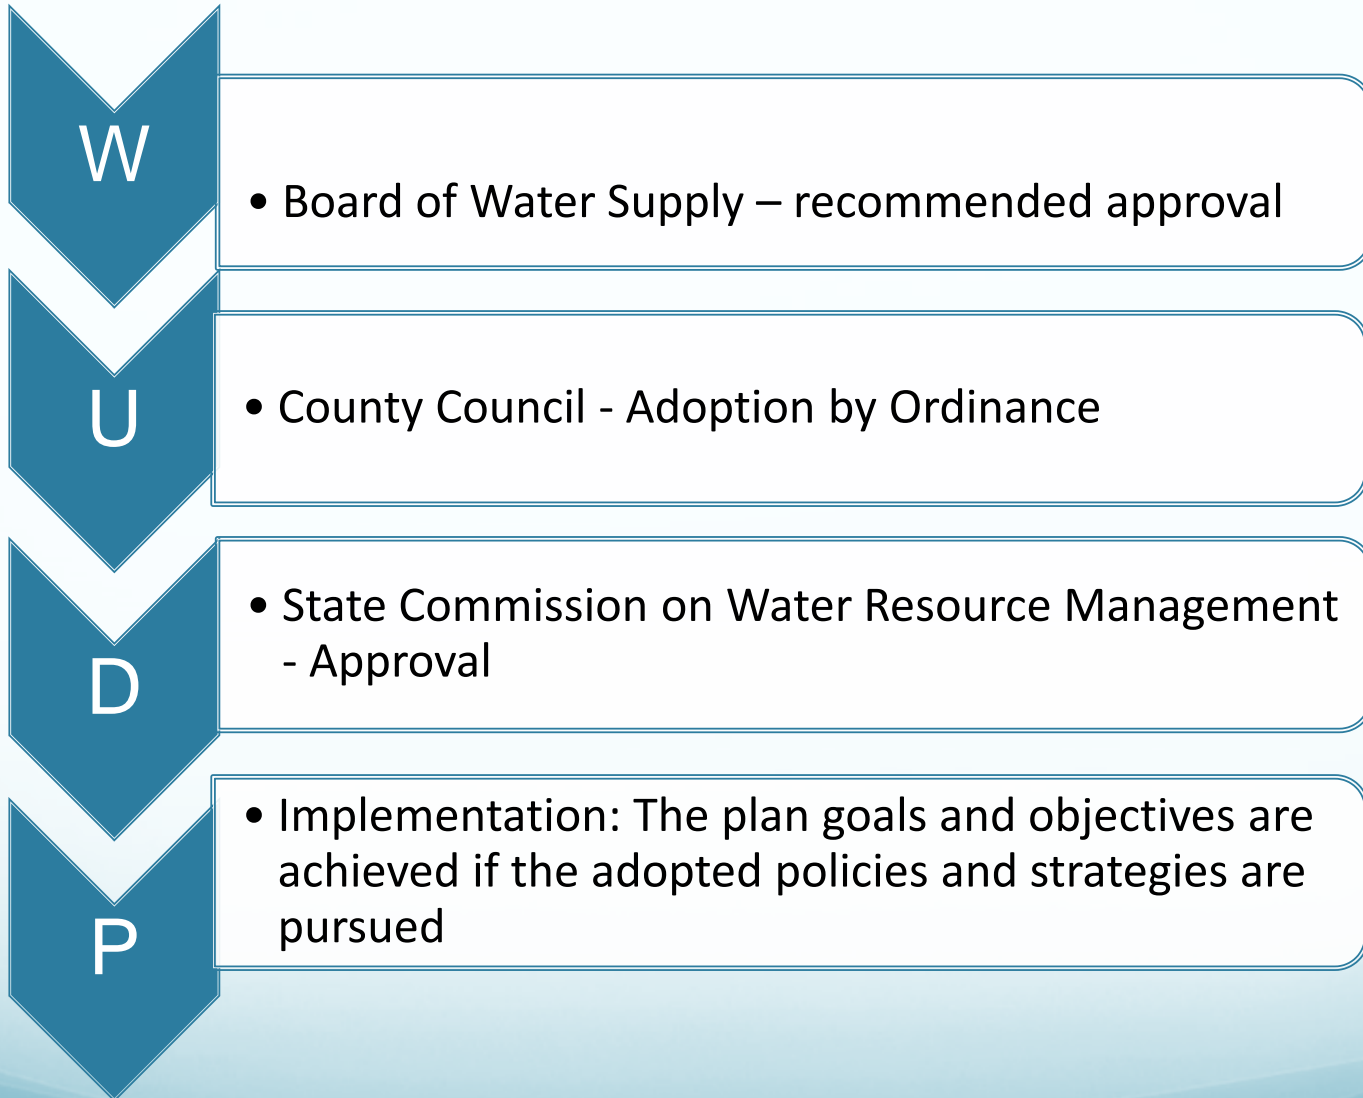 W
• Board of Water Supply – recommended approval
U
• County Council - Adoption by Ordinance
D
• State Commission on Water Resource Management
- Approval
P
• Implementation: The plan goals and objectives are
achieved if the adopted policies and strategies are
pursued